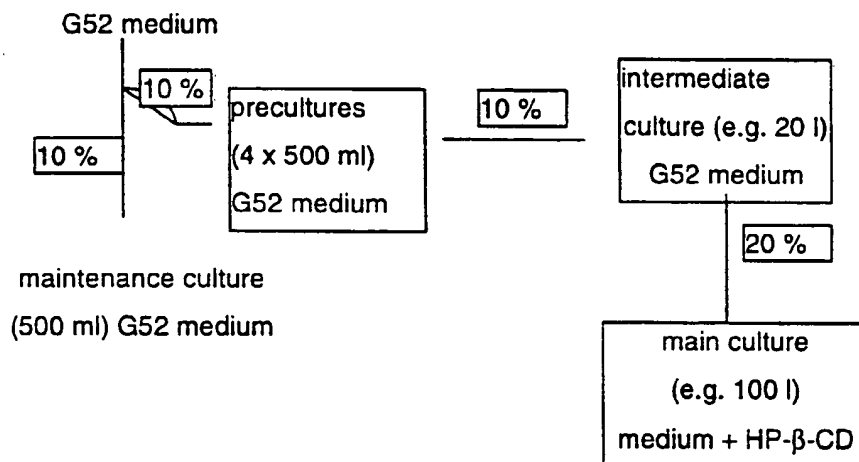 G52 medium
10 %
10 %
maintenance culture
(500 ml) G52 medium
precultures
(4 x 500 ml)
G52 medium
10 %
intermediate
culture (e.g. 20 l)
G52 medium
20 %
main culture
(e.g. 100 l)
medium + HP-β-CD